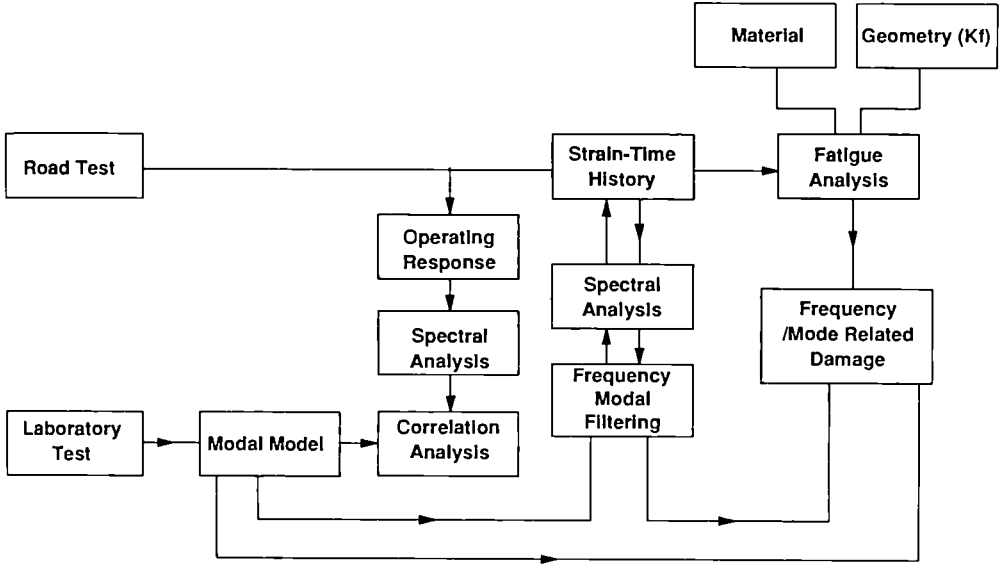 Material
Geometry (Kf)
Road Test
Strain-Time
History
Fatigue
Analysis
Operating
Response
Spectral
Analysis
Spectral
Analysis
Frequency
/Mode Related
Damage
Frequency
Modal
Filtering
Laboratory
Test
Modal Model
Correlation
Analysis